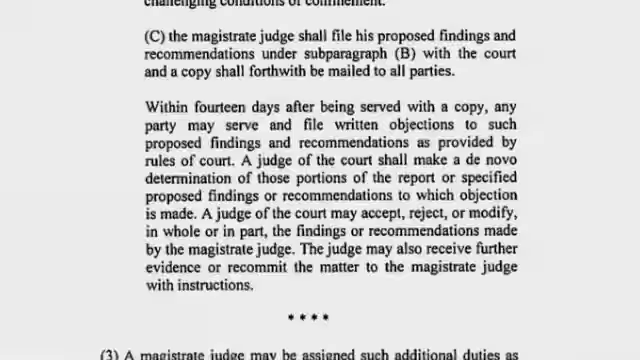 challenging conditions of confinement.
(C) the magistrate judge shall file his proposed findings and
recommendations under subparagraph (B) with the court
and a copy shall forthwith be mailed to all parties.
Within fourteen days after being served with a copy, any
party may serve and file written objections to such
proposed findings and recommendations as provided by
rules of court. A judge of the court shall make a de novo
determination of those portions of the report or specified
proposed findings or recommendations to which objection
is made. A judge of the court may accept, reject, or modify,
in whole or in part, the findings or recommendations made
by the magistrate judge. The judge may also receive further
evidence or recommit the matter to the magistrate judge
with instructions.
* * * *
(3) A magistrate judge may be assigned such additional duties as